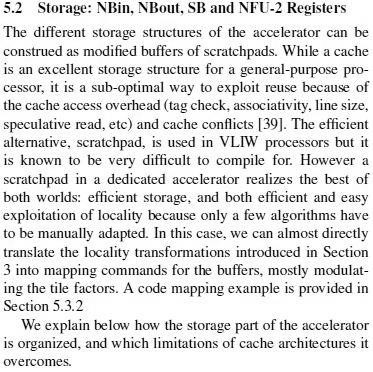 5.2 Storage: NBin, NBout, SB and NFU-2 Registers
The different storage structures of the accelerator can be
construed as modified buffers of scratchpads. While a cache
is an excellent storage structure for a general-purpose pro-
cessor, it is a sub-optimal way to exploit reuse because of
the cache access overhead (tag check, associativity, line size,
speculative read, etc) and cache conflicts [39]. The efficient
alternative, scratchpad, is used in VLIW processors but it
is known to be very difficult to compile for. However a
scratchpad in a dedicated accelerator realizes the best of
both worlds: efficient storage, and both efficient and easy
exploitation of locality because only a few algorithms have
to be manually adapted. In this case, we can almost directly
translate the locality transformations introduced in Section
3 into mapping commands for the buffers, mostly modulat-
ing the tile factors. A code mapping example is provided in
Section 5.3.2
We explain below how the storage part of the accelerator
is organized, and which limitations of cache architectures it
overcomes.